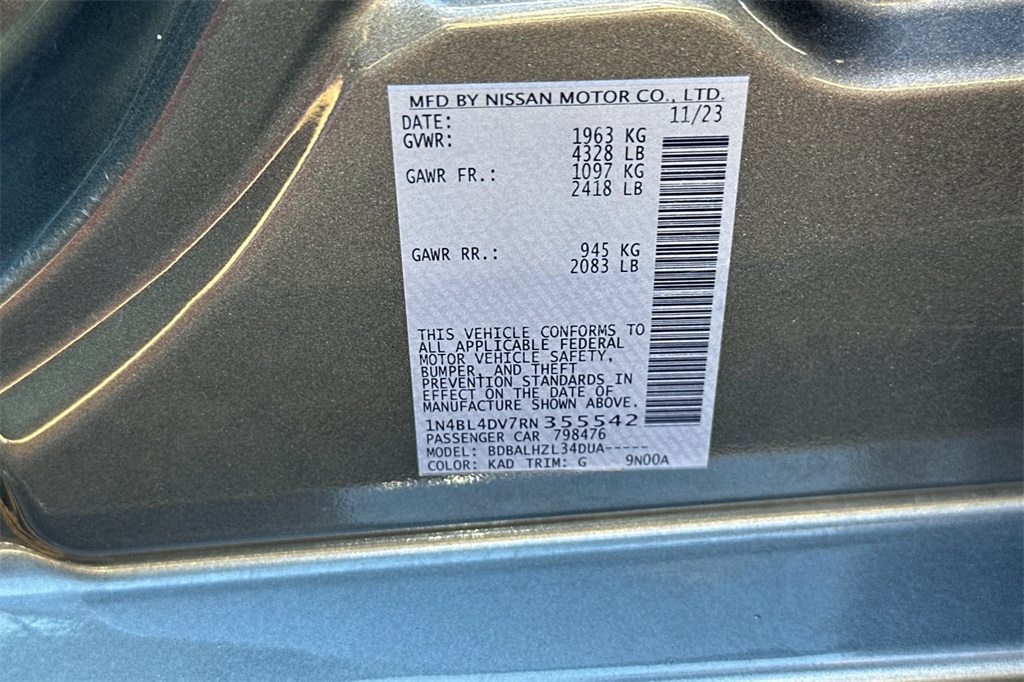 MFD BY NISSAN MOTOR CO., LTD.
DATE: 11/23
GVWR: 1963 KG
4328 LB
GAWR FR.: 1097 KG
2418 LB
GAWR RR.: 945 KG
2083 LB
THIS VEHICLE CONFORMS TO
ALL APPLICABLE FEDERAL
MOTOR VEHICLE SAFETY,
BUMPER, AND THEFT
PREVENTION STANDARDS IN
EFFECT ON THE DATE OF
MANUFACTURE SHOWN ABOVE.
1N4BL4DV7RN355542
PASSENGER CAR 798476
MODEL: BDBALHZL34DUA-----
COLOR: KAD TRIM: G 9N00A